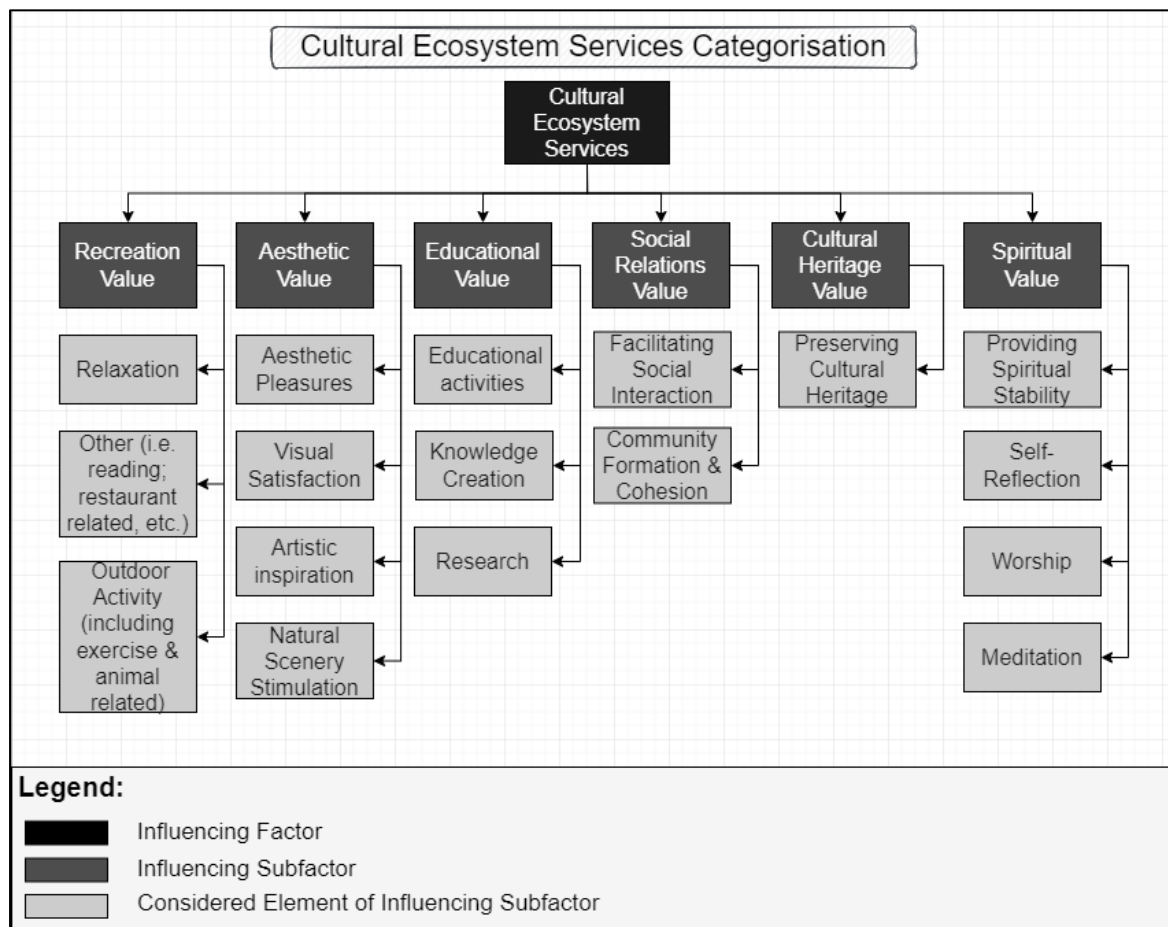 Cultural Ecosystem Services Categorisation
Cultural
Ecosystem
Services
Recreation
Value
Aesthetic
Value
Educational
Value
Social
Relations
Value
Cultural
Heritage
Value
Spiritual
Value
Relaxation
Other (i.e.
reading;
restaurant
related, etc.)
Outdoor
Activity
(including
exercise &
animal
related)
Aesthetic
Pleasures
Visual
Satisfaction
Artistic
inspiration
Natural
Scenery
Stimulation
Educational
activities
Knowledge
Creation
Research
Facilitating
Social
Interaction
Community
Formation &
Cohesion
Preserving
Cultural
Heritage
Providing
Spiritual
Stability
Self-
Reflection
Worship
Meditation
Legend:
Influencing Factor
Influencing Subfactor
Considered Element of Influencing Subfactor